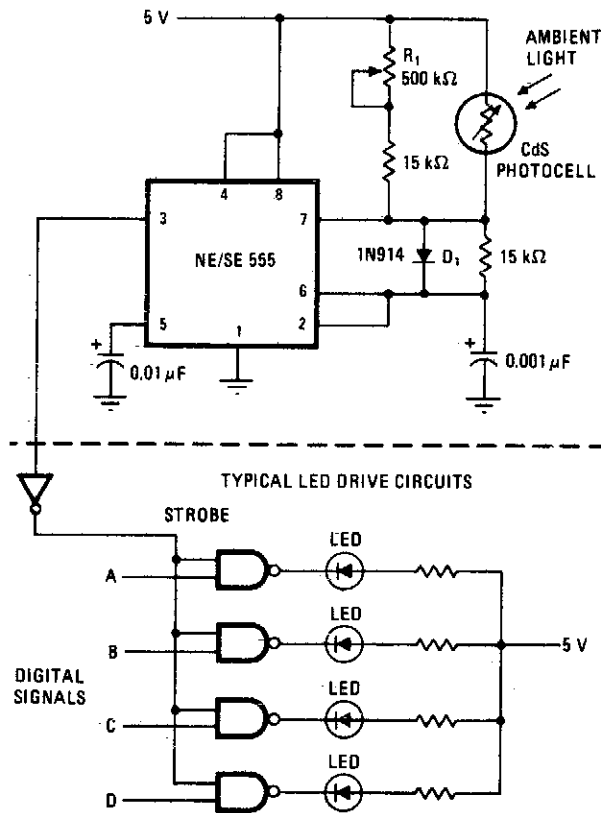 5 V
R1
500 kΩ
AMBIENT
LIGHT
CdS
PHOTOCELL
15 kΩ
4
8
3
7
NE/SE 555
1N914
D1
15 kΩ
6
5
1
2
+
0.01 µF
+
0.001 µF
TYPICAL LED DRIVE CIRCUITS
STROBE
LED
A
LED
B
5 V
DIGITAL
SIGNALS
LED
C
LED
D